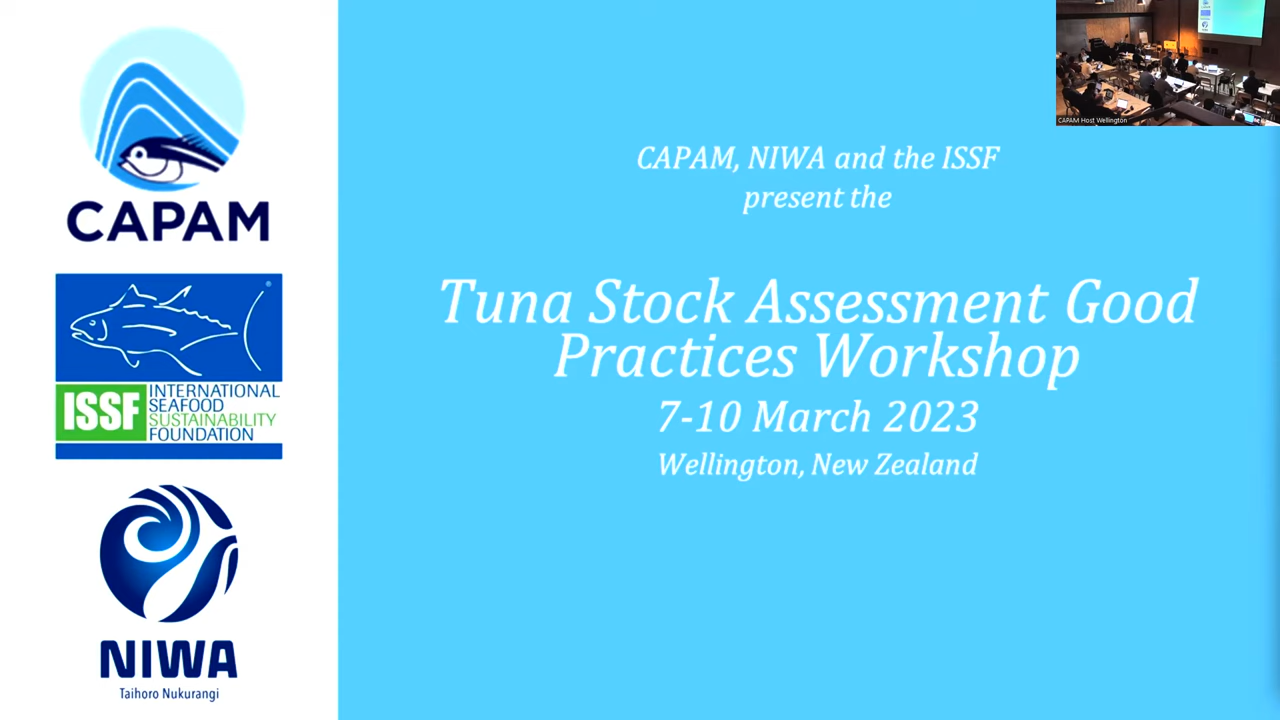 CAPAM
ISSF
INTERNATIONAL
SEAFOOD
SUSTAINABILITY
FOUNDATION
NIWA
Taihoro Nukurangi
CAPAM, NIWA and the ISSF
present the
Tuna Stock Assessment Good
Practices Workshop
7-10 March 2023
Wellington, New Zealand
CAPAM Host Wellington